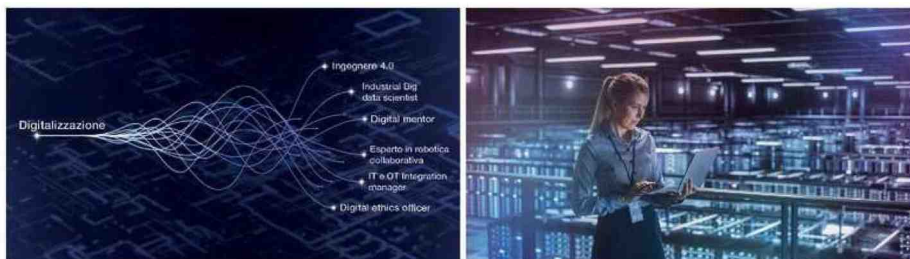 Digitalizzazione
Ingegnere 4.0
Industrial Big
data scientist
Digital mentor
Esperto in robotica
collaborativa
IT e OT Integration
manager
Digital ethics officer